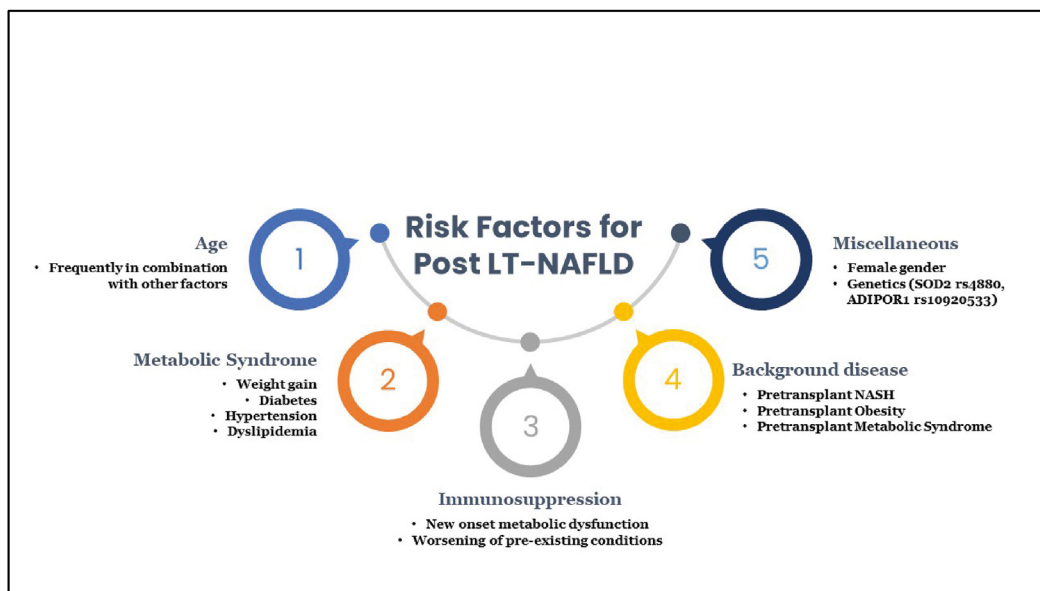 Risk Factors for
Post LT-NAFLD
1
Age
• Frequently in combination
with other factors
2
Metabolic Syndrome
• Weight gain
• Diabetes
• Hypertension
• Dyslipidemia
3
Immunosuppression
• New onset metabolic dysfunction
• Worsening of pre-existing conditions
4
Background disease
• Pretransplant NASH
• Pretransplant Obesity
• Pretransplant Metabolic Syndrome
5
Miscellaneous
• Female gender
• Genetics (SOD2 rs4880,
ADIPOR1 rs10920533)